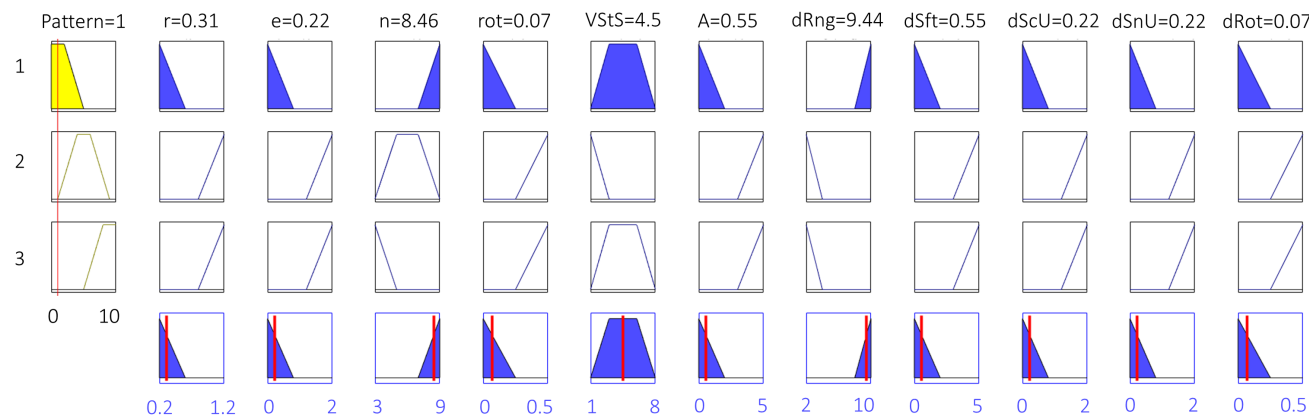 Pattern=1 r=0.31 e=0.22 n=8.46 rot=0.07 VStS=4.5 A=0.55 dRng=9.44 dSft=0.55 dScU=0.22 dSnU=0.22 dRot=0.07
1
2
3
0 10
0.2 1.2 0 2 3 9 0 0.5 1 8 0 5 2 10 0 5 0 2 0 2 0 0.5